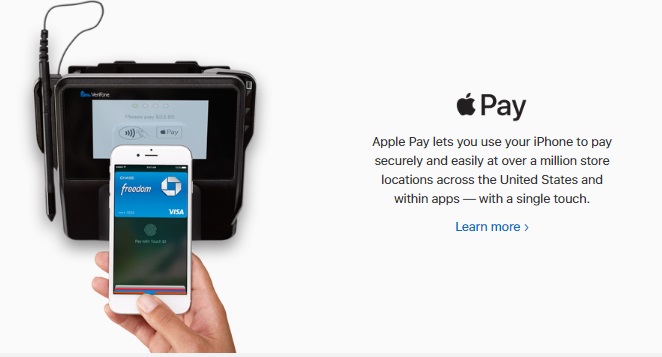 VeriFone
Pay
CHASE
freedom
VISA
Pay with Touch ID
Pay
Apple Pay lets you use your iPhone to pay
securely and easily at over a million store
locations across the United States and
within apps — with a single touch.
Learn more ›